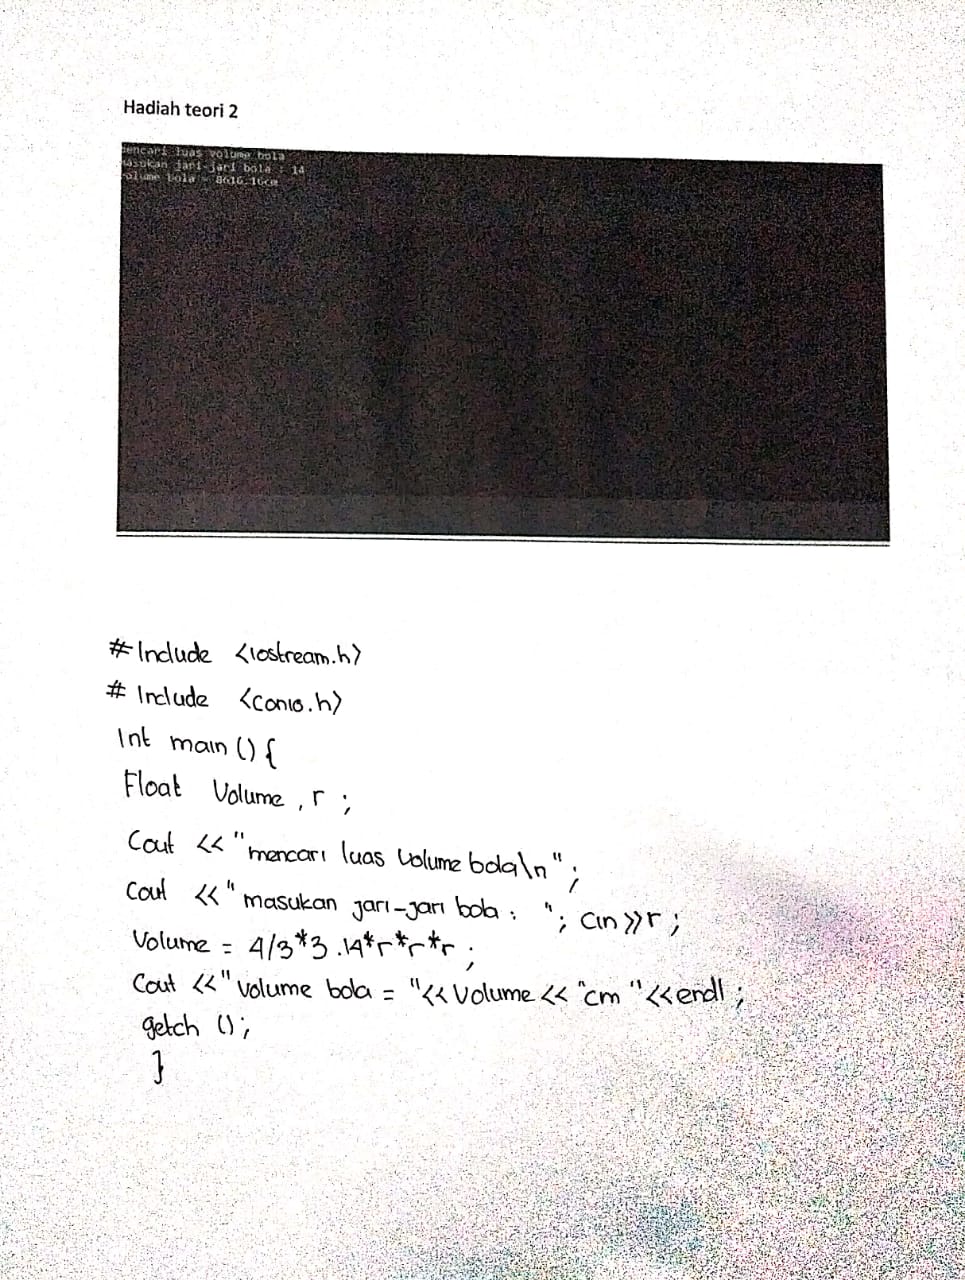 Hadiah teori 2
encari luas volume bola
asukan jari-jari bola : 14
olume bola = 8616.16cm
#Include <iostream.h>
# Include <conio.h>
Int main () {
Float Volume , r ;
Cout << "mencari luas Volume bola\n" ;
Cout << " masukan jari-jari bola : " ; Cin >> r ;
Volume = 4/3*3.14*r*r*r ;
Cout << " Volume bola = "<< Volume << "cm " << endl ;
getch () ;
}